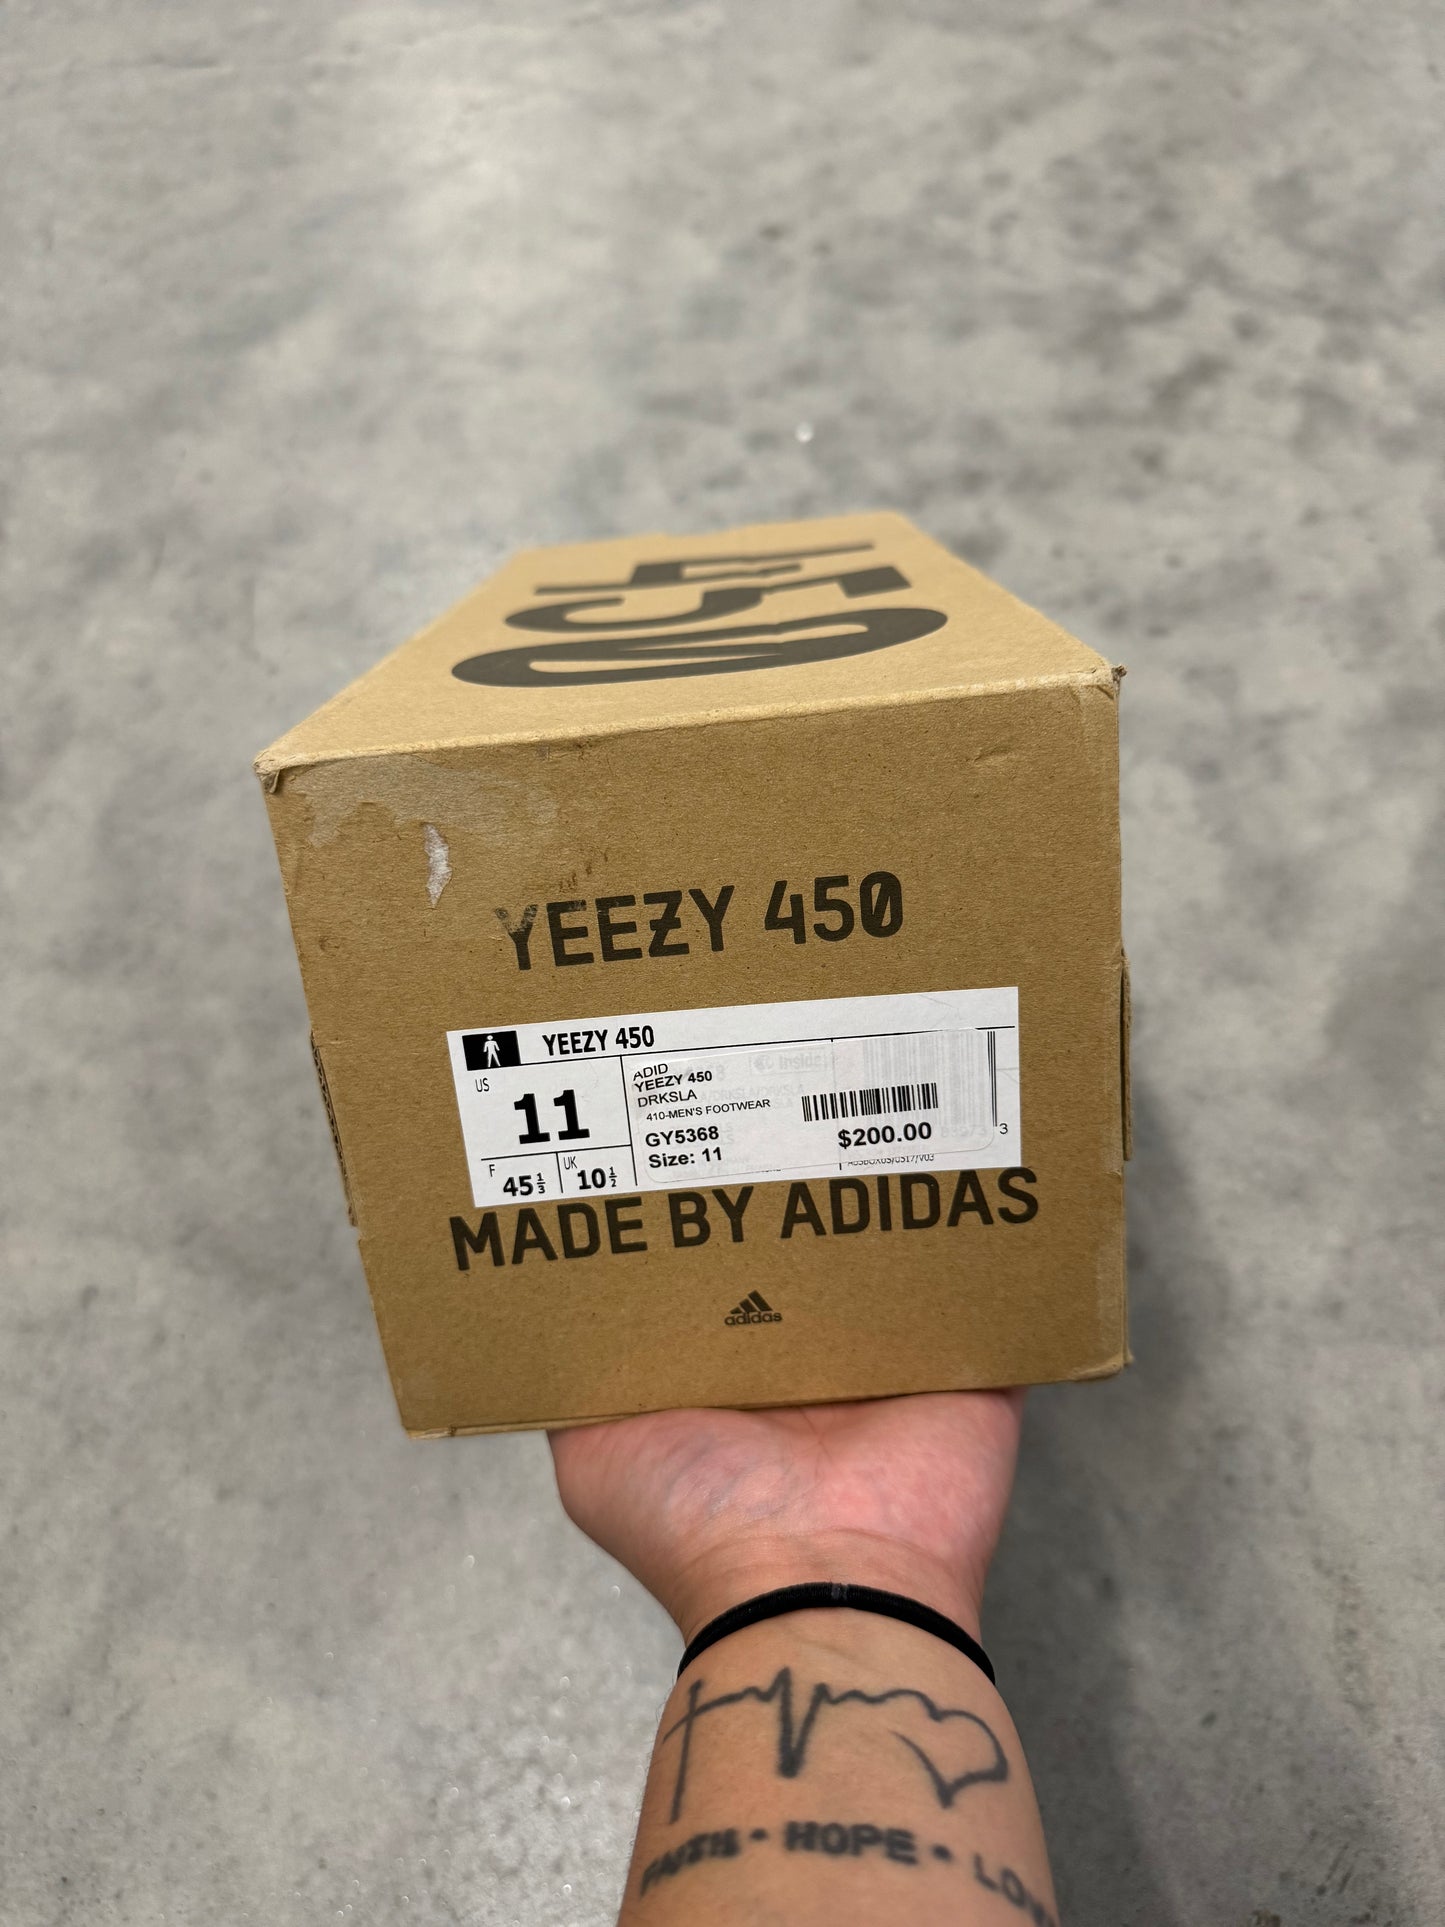 450
YEEZY 450
YEEZY 450
US
11
F
45⅓
UK
10½
ADID
YEEZY 450
DRKSLA
410-MEN'S FOOTWEAR
GY5368
$200.00
Size: 11
3
MADE BY ADIDAS
adidas
FAITH • HOPE •